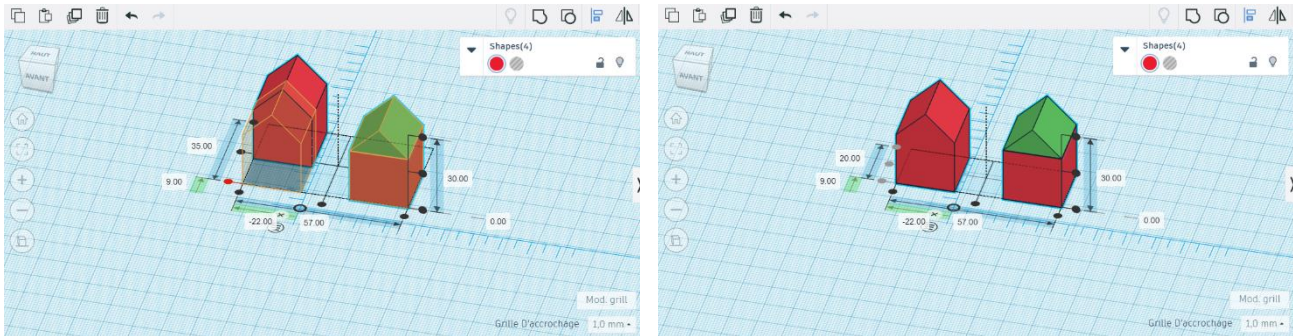 Shapes(4)
HAUT
AVANT
35.00
9.00
30.00
-22.00
57.00
0.00
Mod. grill
Grille D'accrochage
1,0 mm
Shapes(4)
HAUT
AVANT
20.00
9.00
30.00
-22.00
57.00
0.00
Mod. grill
Grille D'accrochage
1,0 mm